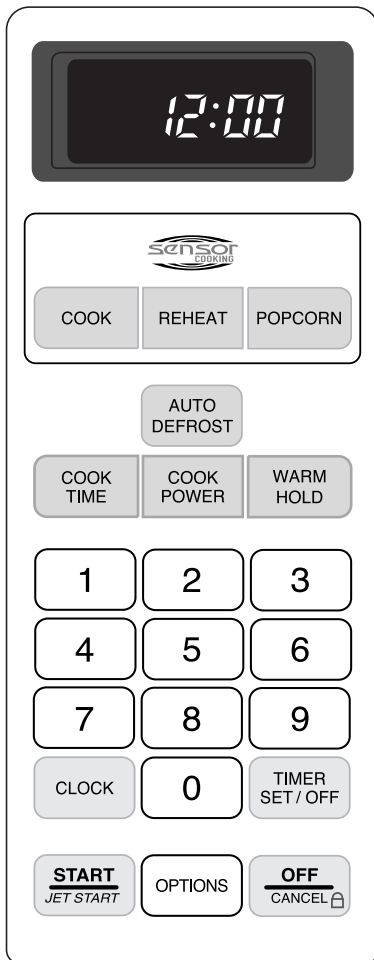 12:00
sensor
COOKING
COOK
REHEAT
POPCORN
AUTO
DEFROST
COOK
TIME
COOK
POWER
WARM
HOLD
1
2
3
4
5
6
7
8
9
CLOCK
0
TIMER
SET / OFF
START
JET START
OPTIONS
OFF
CANCEL